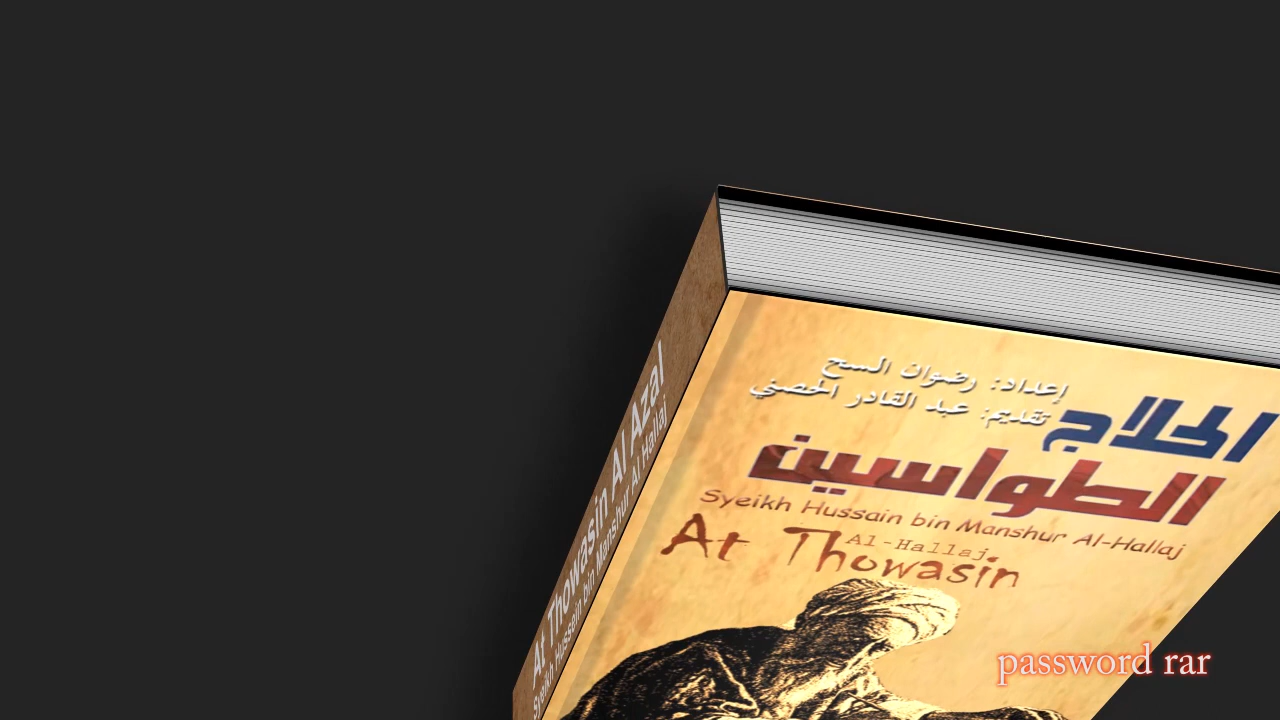 إعداد: رضوان السح
تقديم: عبد القادر الحصني
الحلاج
الطواسين
Syeikh Hussain bin Manshur Al-Hallaj
Al-Hallaj
At Thowasin
At Thowasin Al Azal
Syeikh Hussein bin Manshur Al Hallaj
password rar